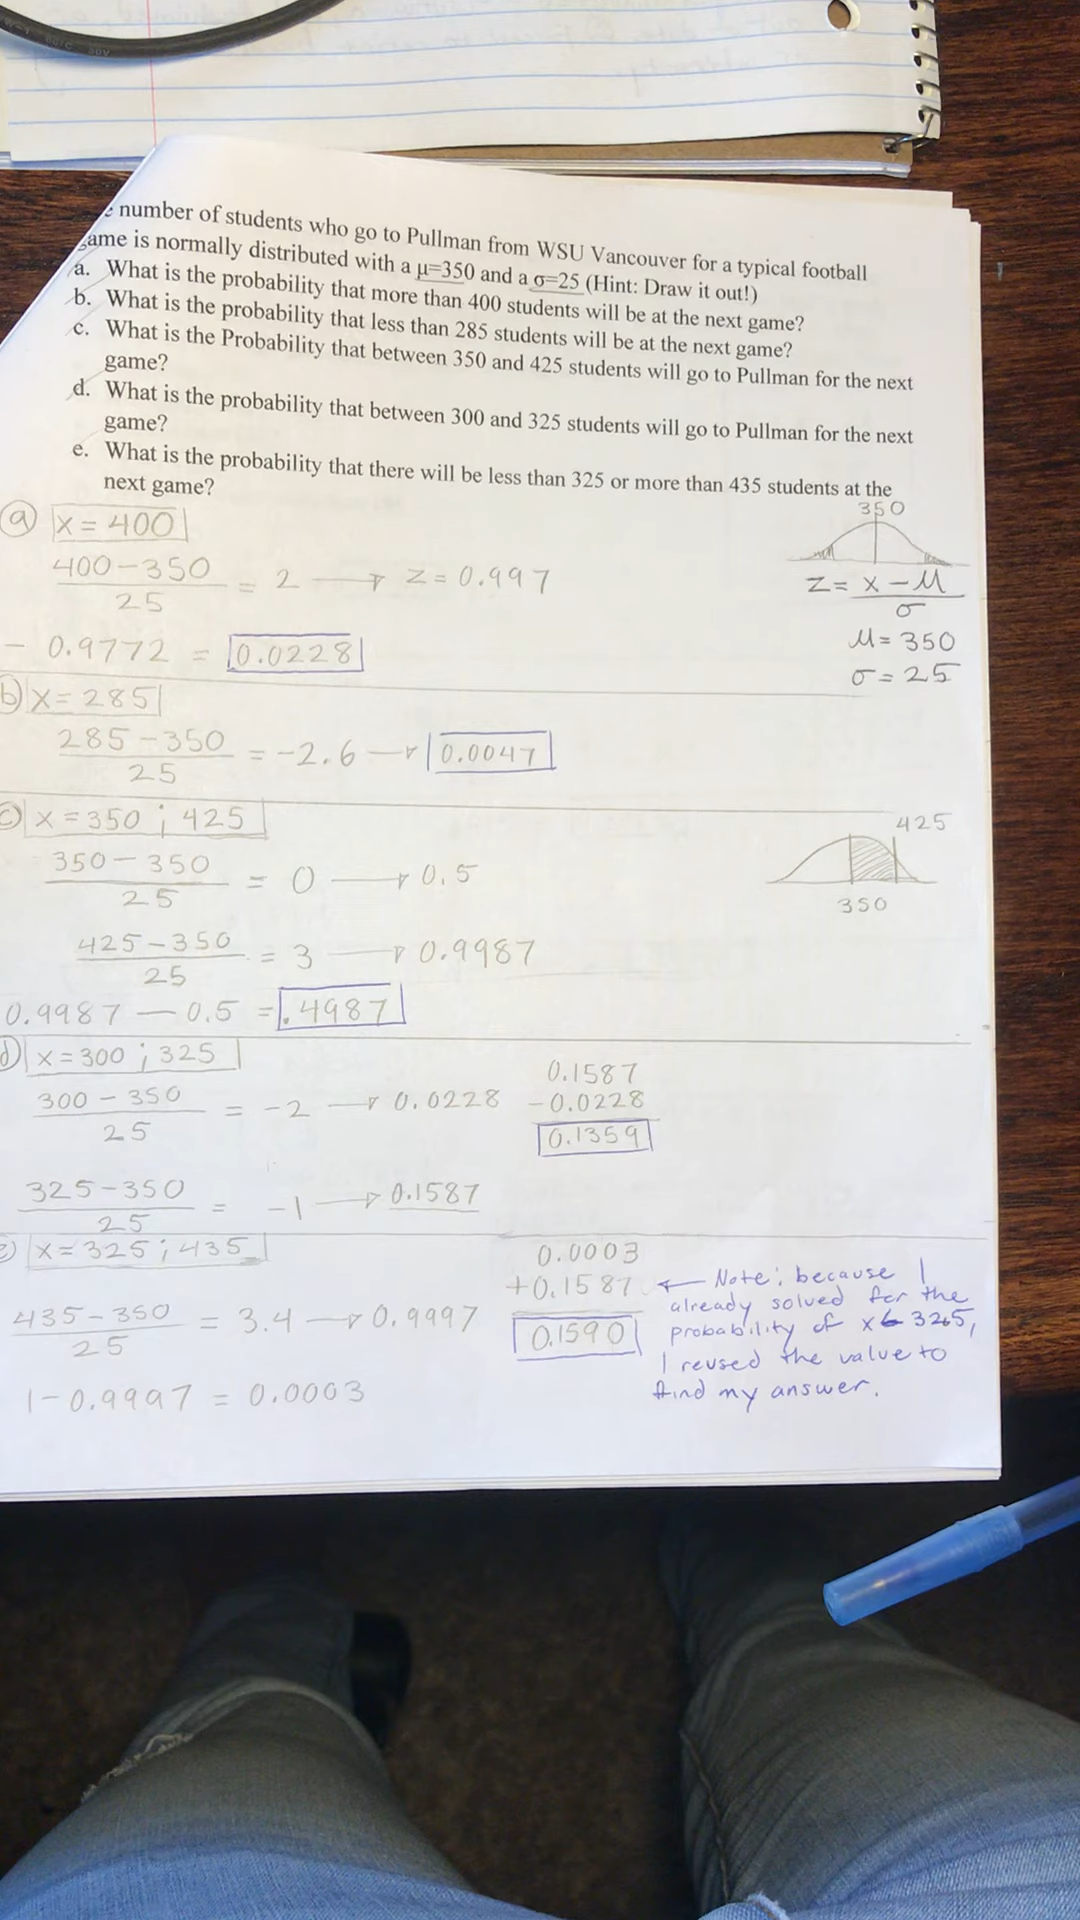 number of students who go to Pullman from WSU Vancouver for a typical football
game is normally distributed with a μ=350 and a σ=25 (Hint: Draw it out!)
a. What is the probability that more than 400 students will be at the next game?
b. What is the probability that less than 285 students will be at the next game?
c. What is the Probability that between 350 and 425 students will go to Pullman for the next
game?
d. What is the probability that between 300 and 325 students will go to Pullman for the next
game?
e. What is the probability that there will be less than 325 or more than 435 students at the
next game?
350
a x = 400
400-350 / 25 = 2 → z = 0.997
z = x - M / σ
M = 350
σ = 25
- 0.9772 = 0.0228
b) x = 285
285-350 / 25 = -2.6 → 0.0047
c) x = 350 ; 425
425
350
350-350 / 25 = 0 → 0.5
425-350 / 25 = 3 → 0.9987
0.9987 - 0.5 = .4987
d) x = 300 ; 325
300-350 / 25 = -2 → 0.0228
0.1587
-0.0228
0.1359
325-350 / 25 = -1 → 0.1587
e) x = 325 ; 435
435-350 / 25 = 3.4 → 0.9997
1-0.9997 = 0.0003
0.0003
+0.1587
0.1590
← Note: because I
already solved for the
probability of x < 325,
I reused the value to
find my answer.